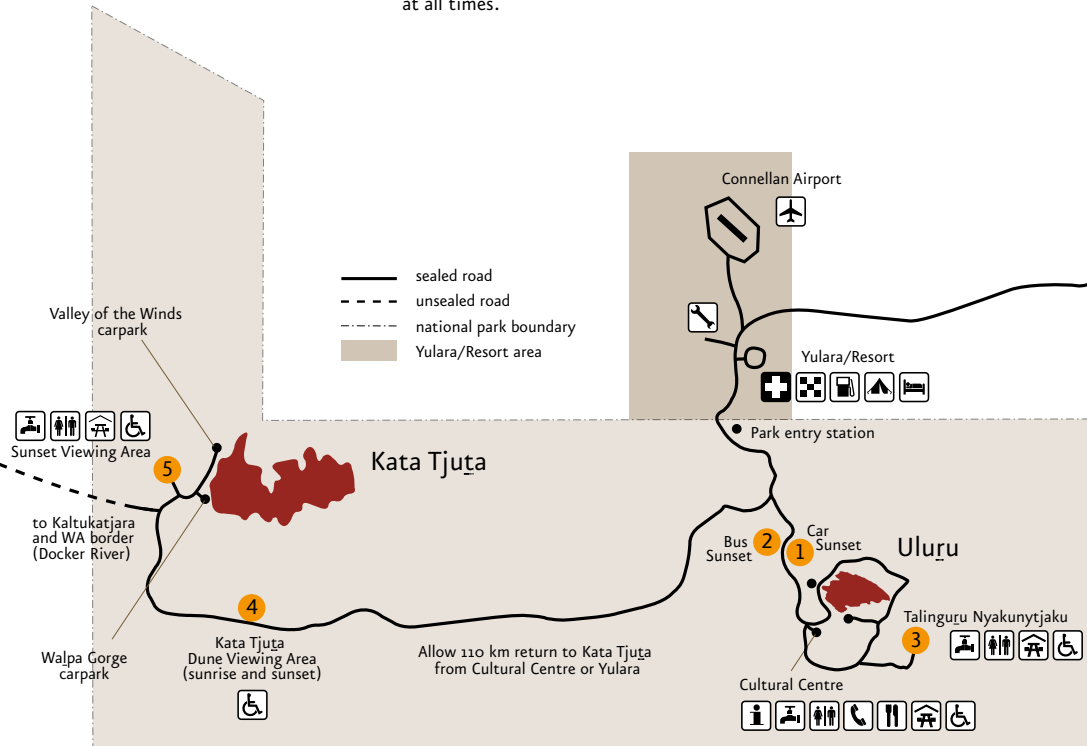 at all times.
Connellan Airport
sealed road
unsealed road
national park boundary
Yulara/Resort area
Valley of the Winds
carpark
Yulara/Resort
Park entry station
Sunset Viewing Area
5
Kata Tjuṯa
to Kaltukatjara
and WA border
(Docker River)
Bus
Sunset
2
1
Car
Sunset
Uluṟu
4
Kata Tjuṯa
Dune Viewing Area
(sunrise and sunset)
Walpa Gorge
carpark
Allow 110 km return to Kata Tjuṯa
from Cultural Centre or Yulara
Talinguṟu Nyakunytjaku
3
Cultural Centre
i